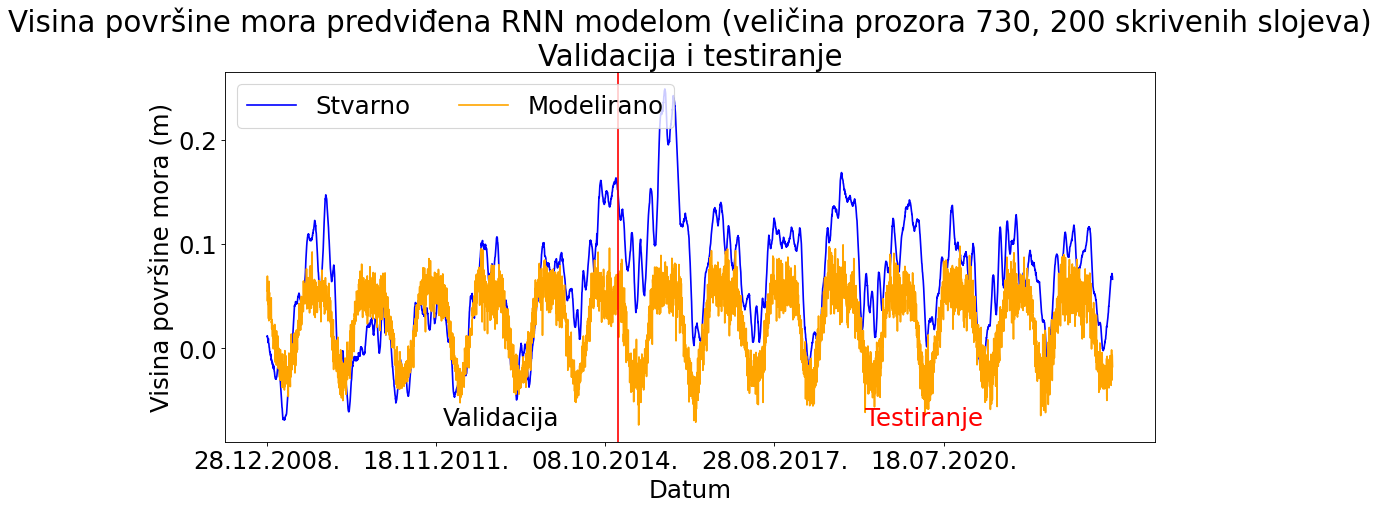 Visina površine mora predviđena RNN modelom (veličina prozora 730, 200 skrivenih slojeva)
Validacija i testiranje
Stvarno Modelirano
Visina površine mora (m)
0.2
0.1
0.0
Validacija Testiranje
28.12.2008. 18.11.2011. 08.10.2014. 28.08.2017. 18.07.2020.
Datum